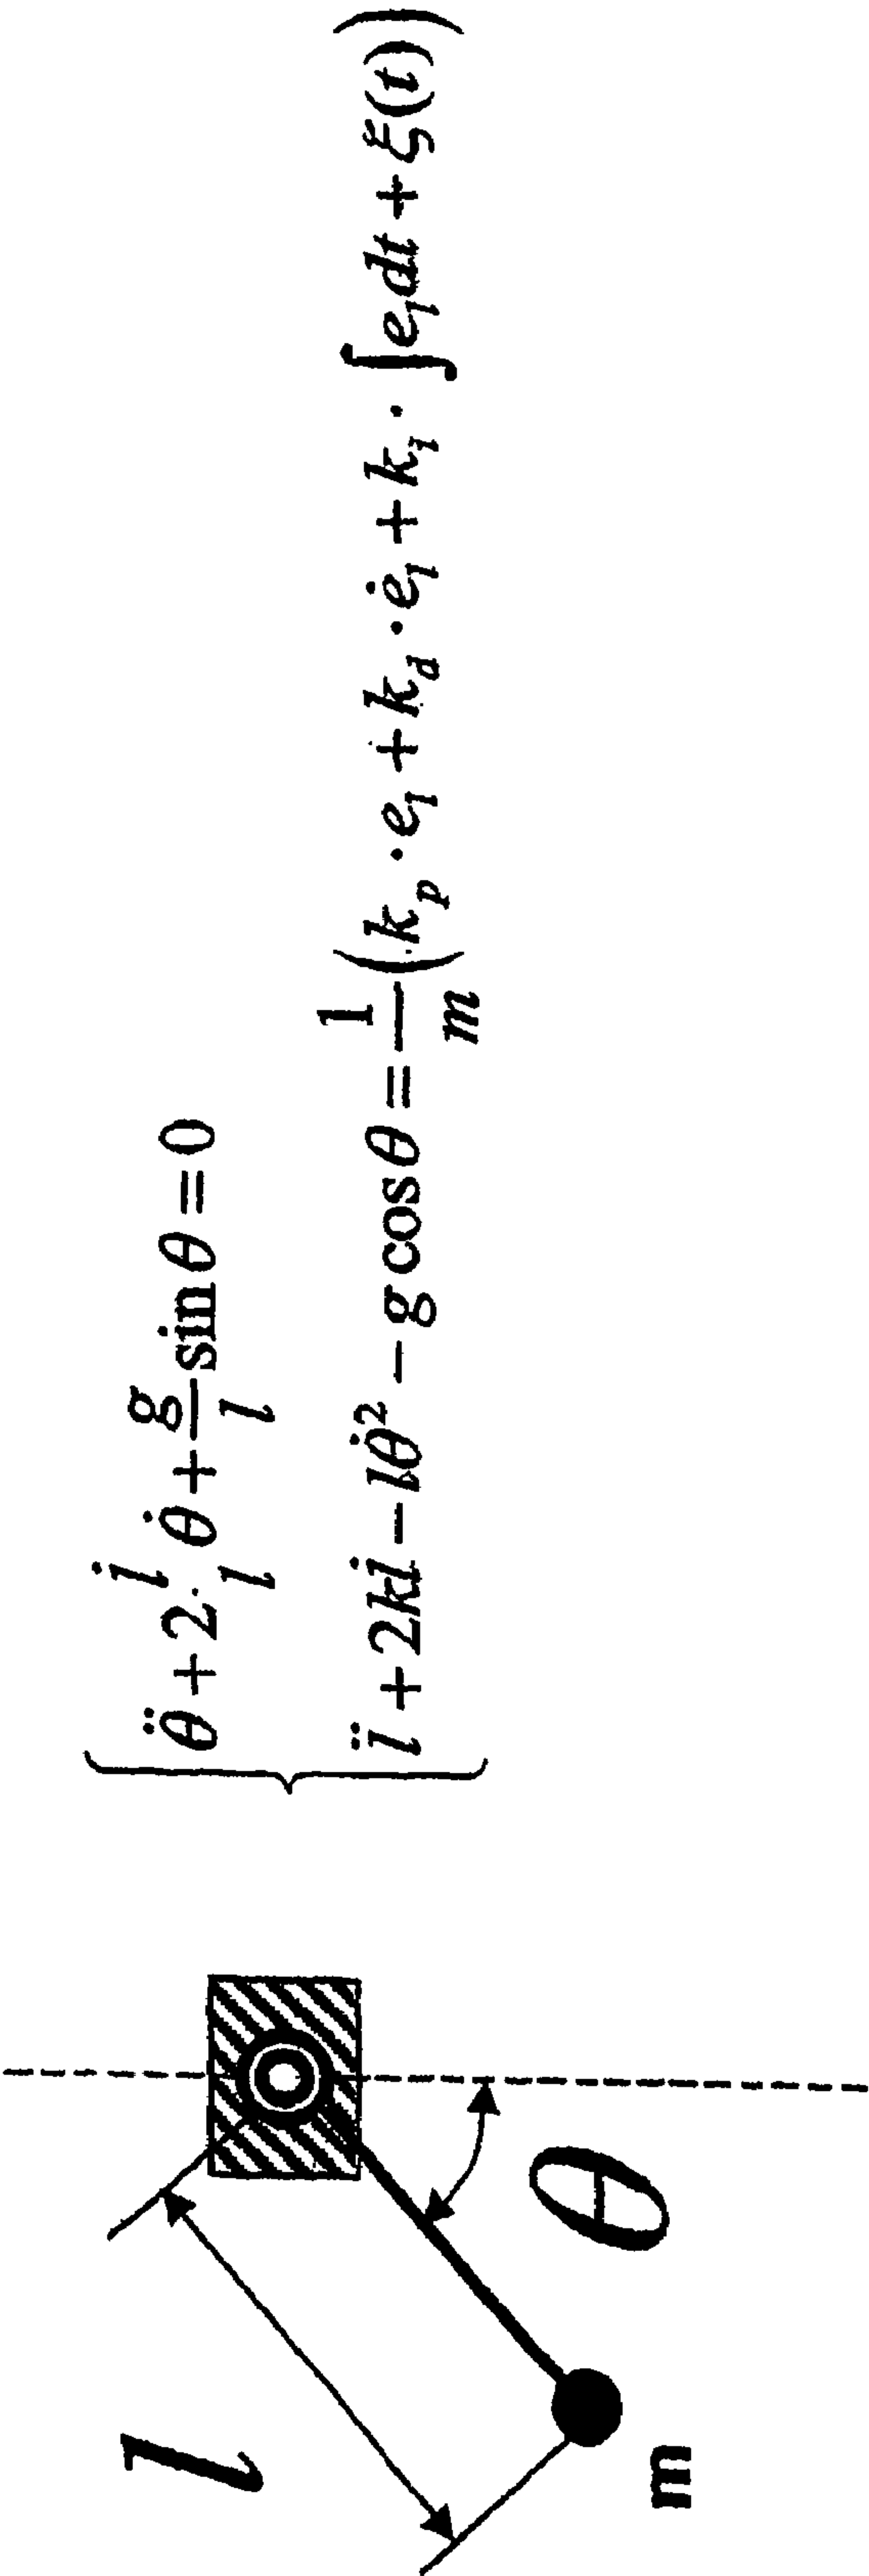 θ̈ + 2· l̇/l θ̇ + g/l sin θ = 0
l̈ + 2kl̇ − lθ̇² − g cos θ = 1/m (k_p · e_l + k_d · ė_l + k_i · ∫ e_l dt + ξ(t))
l
θ
m